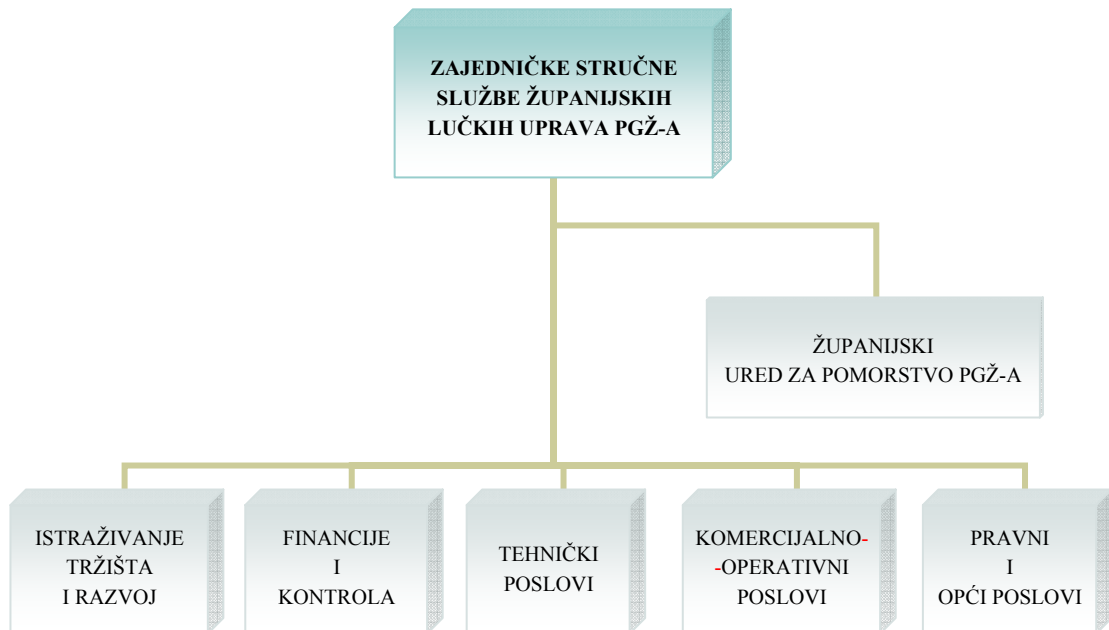 ZAJEDNIČKE STRUČNE
SLUŽBE ŽUPANIJSKIH
LUČKIH UPRAVA PGŽ-A
ŽUPANIJSKI
URED ZA POMORSTVO PGŽ-A
ISTRAŽIVANJE
TRŽIŠTA
I RAZVOJ
FINANCIJE
I
KONTROLA
TEHNIČKI
POSLOVI
KOMERCIJALNO-
-OPERATIVNI
POSLOVI
PRAVNI
I
OPĆI POSLOVI